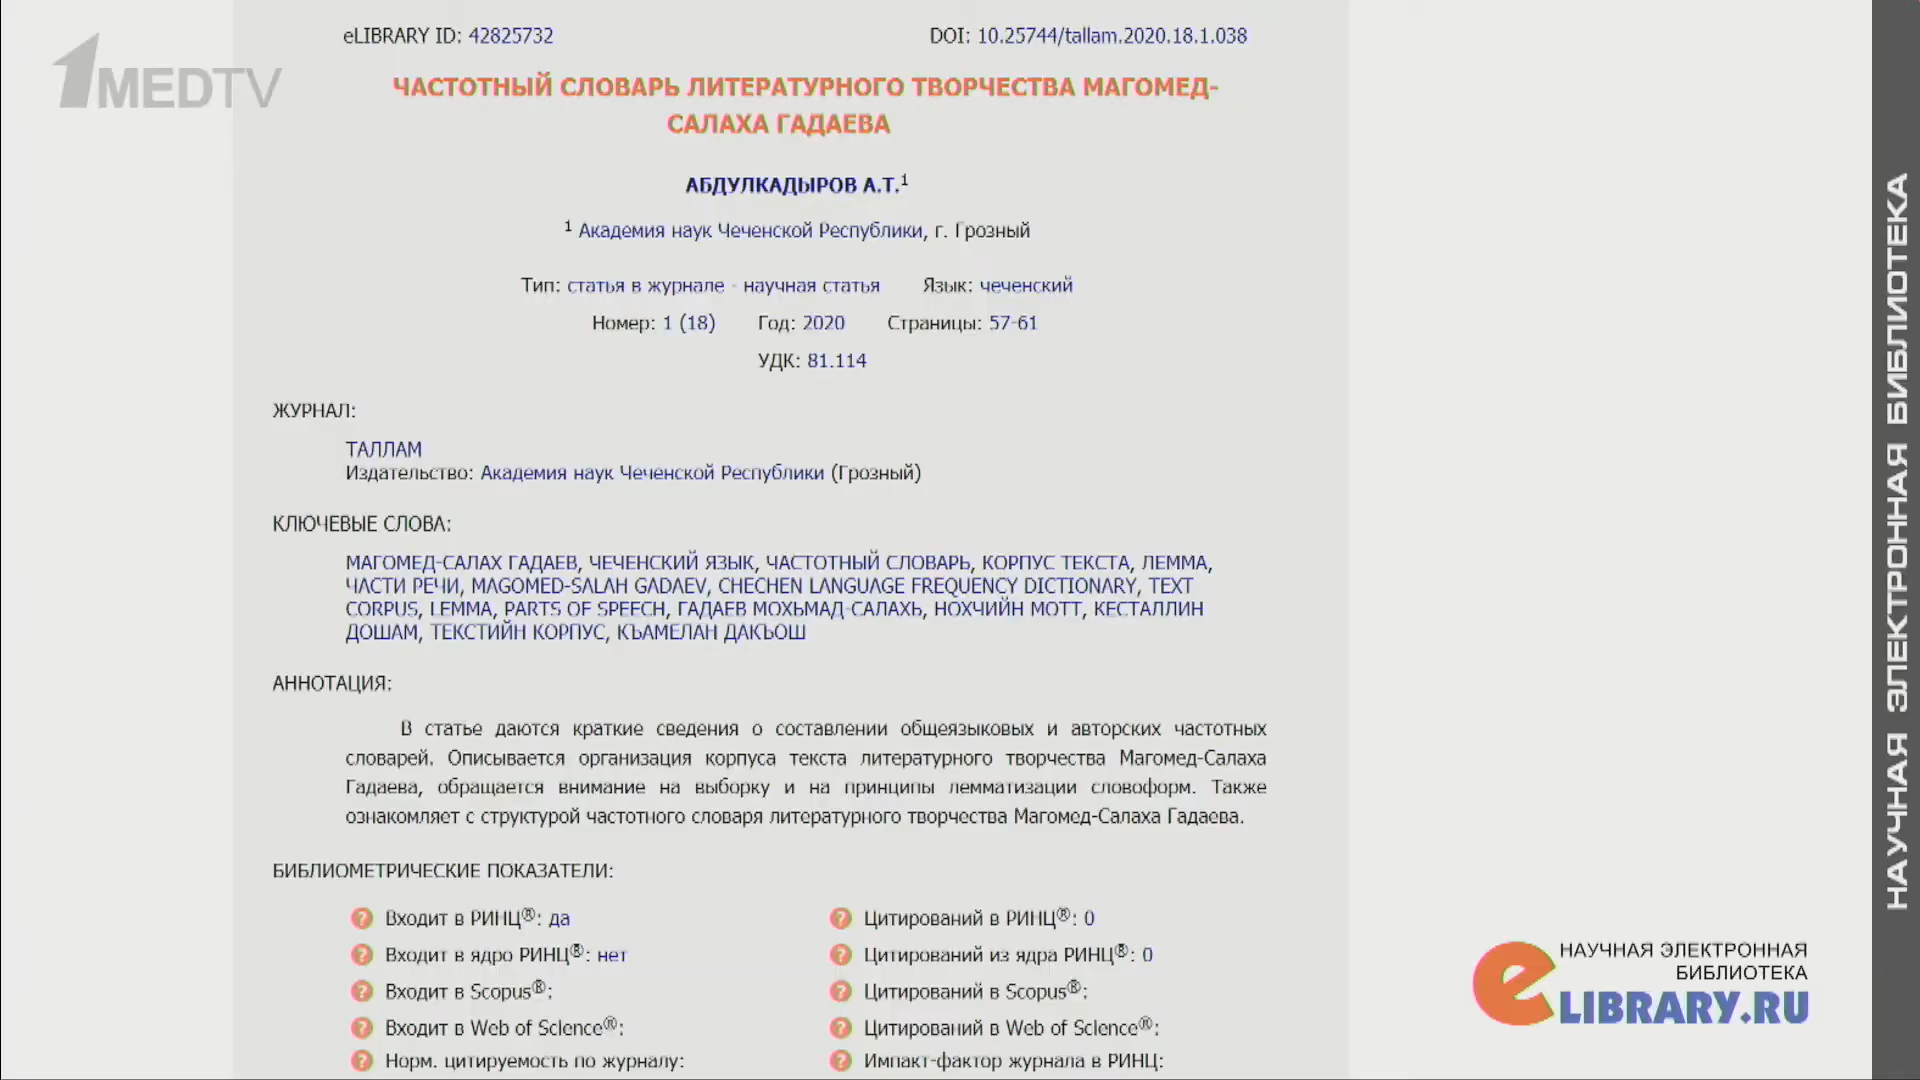 1MEDTV
eLIBRARY ID: 42825732
DOI: 10.25744/tallam.2020.18.1.038
ЧАСТОТНЫЙ СЛОВАРЬ ЛИТЕРАТУРНОГО ТВОРЧЕСТВА МАГОМЕД-
САЛАХА ГАДАЕВА
АБДУЛКАДЫРОВ А.Т.¹
¹ Академия наук Чеченской Республики, г. Грозный
Тип: статья в журнале - научная статья Язык: чеченский
Номер: 1 (18) Год: 2020 Страницы: 57-61
УДК: 81.114
ЖУРНАЛ:
ТАЛЛАМ
Издательство: Академия наук Чеченской Республики (Грозный)
КЛЮЧЕВЫЕ СЛОВА:
МАГОМЕД-САЛАХ ГАДАЕВ, ЧЕЧЕНСКИЙ ЯЗЫК, ЧАСТОТНЫЙ СЛОВАРЬ, КОРПУС ТЕКСТА, ЛЕММА,
ЧАСТИ РЕЧИ, MAGOMED-SALAH GADAEV, CHECHEN LANGUAGE FREQUENCY DICTIONARY, TEXT
CORPUS, LEMMA, PARTS OF SPEECH, ГАДАЕВ МОХЬМАД-САЛАХЬ, НОХЧИЙН МОТТ, КЕСТАЛЛИН
ДОШАМ, ТЕКСТИЙН КОРПУС, КЪАМЕЛАН ДАКЪОШ
АННОТАЦИЯ:
В статье даются краткие сведения о составлении общеязыковых и авторских частотных
словарей. Описывается организация корпуса текста литературного творчества Магомед-Салаха
Гадаева, обращается внимание на выборку и на принципы лемматизации словоформ. Также
ознакомляет с структурой частотного словаря литературного творчества Магомед-Салаха Гадаева.
БИБЛИОМЕТРИЧЕСКИЕ ПОКАЗАТЕЛИ:
Входит в РИНЦ®: да
Цитирований в РИНЦ®: 0
Входит в ядро РИНЦ®: нет
Цитирований из ядра РИНЦ®: 0
Входит в Scopus®:
Цитирований в Scopus®:
Входит в Web of Science®:
Цитирований в Web of Science®:
Норм. цитируемость по журналу:
Импакт-фактор журнала в РИНЦ:
НАУЧНАЯ ЭЛЕКТРОННАЯ БИБЛИОТЕКА
НАУЧНАЯ ЭЛЕКТРОННАЯ
БИБЛИОТЕКА
eLIBRARY.RU